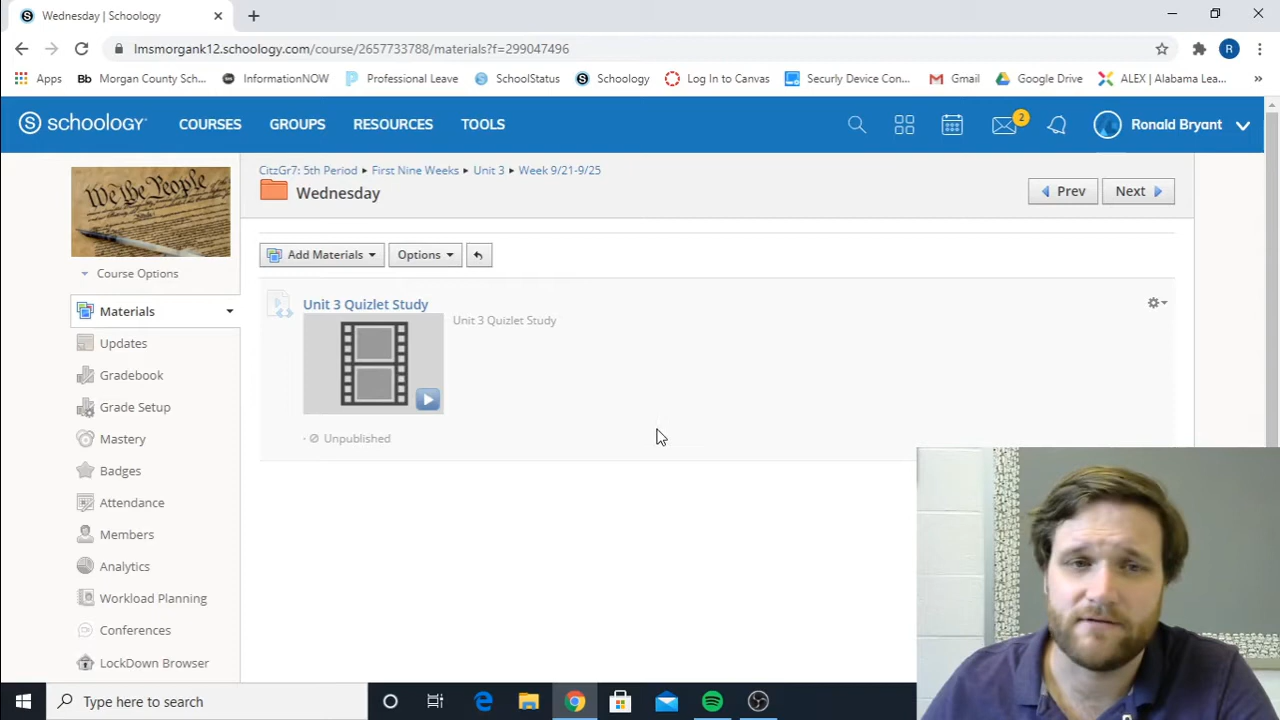 Wednesday | Schoology
lmsmorgank12.schoology.com/course/2657733788/materials?f=299047496
R
Apps
Bb Morgan County Sch...
InformationNOW
Professional Leave
SchoolStatus
Schoology
Log In to Canvas
Securly Device Con...
Gmail
Google Drive
ALEX | Alabama Lea...
»
S schoology
COURSES
GROUPS
RESOURCES
TOOLS
2
Ronald Bryant
We the People
CitzGr7: 5th Period ▸ First Nine Weeks ▸ Unit 3 ▸ Week 9/21-9/25
Wednesday
Prev
Next
Course Options
Add Materials
Options
Materials
Updates
Gradebook
Grade Setup
Mastery
Badges
Attendance
Members
Analytics
Workload Planning
Conferences
LockDown Browser
Unit 3 Quizlet Study
Unit 3 Quizlet Study
· Unpublished
Type here to search